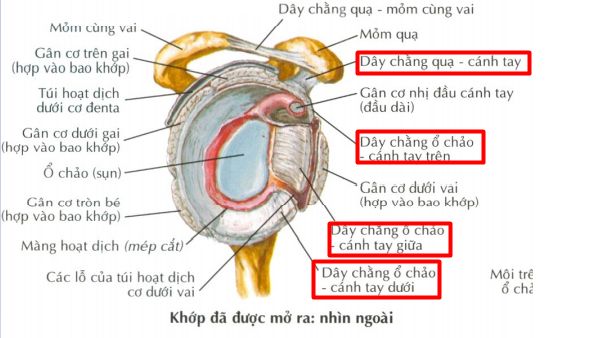 Dây chằng quạ - mỏm cùng vai
Mỏm cùng vai
Gân cơ trên gai
(hợp vào bao khớp)
Túi hoạt dịch
dưới cơ denta
Gân cơ dưới gai
(hợp vào bao khớp)
Ổ chảo (sụn)
Gân cơ tròn bé
(hợp vào bao khớp)
Màng hoạt dịch (mép cắt)
Các lỗ của túi hoạt dịch
cơ dưới vai
Mỏm quạ
Dây chằng quạ - cánh tay
Gân cơ nhị đầu cánh tay
(đầu dài)
Dây chằng ổ chảo
- cánh tay trên
Gân cơ dưới vai
(hợp vào bao khớp)
Dây chằng ổ chảo
- cánh tay giữa
Dây chằng ổ chảo
- cánh tay dưới
Khớp đã được mở ra: nhìn ngoài